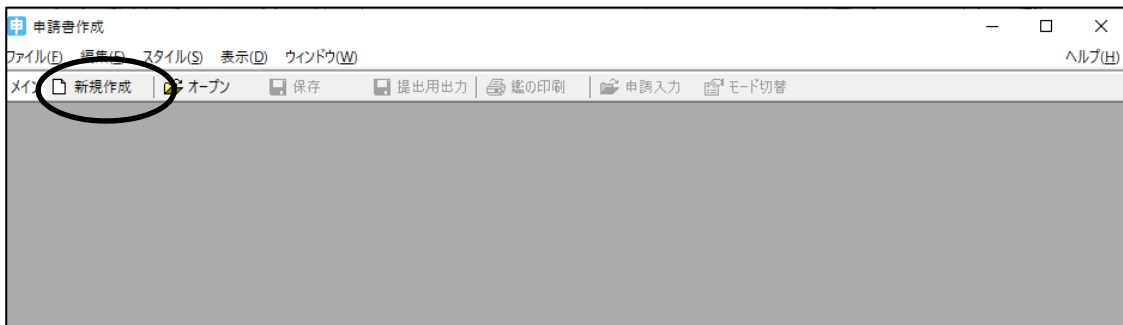 申 申請書作成
ファイル(F) 編集(E) スタイル(S) 表示(D) ウィンドウ(W) ヘルプ(H)
メイン 新規作成 オープン 保存 提出用出力 鑑の印刷 申請入力 モード切替